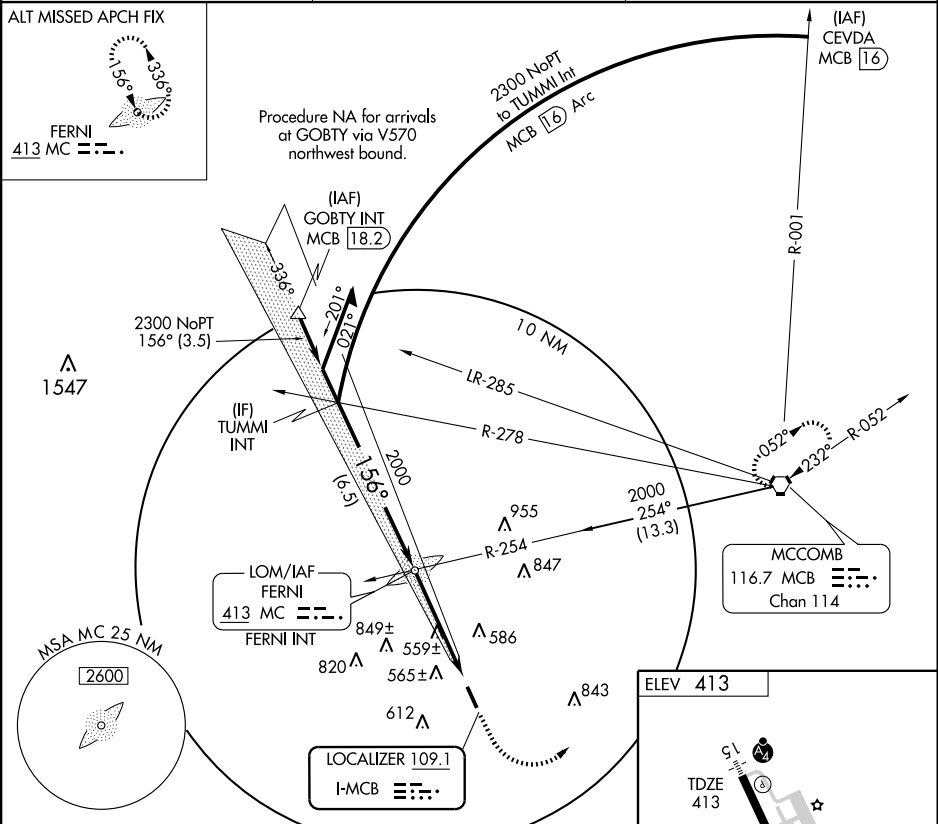 ALT MISSED APCH FIX
156°
336°
FERNI
413 MC
Procedure NA for arrivals
at GOBTY via V570
northwest bound.
2300 NoPT
to TUMMI Int
MCB 16 Arc
(IAF)
CEVDA
MCB 16
(IAF)
GOBTY INT
MCB 18.2
336°
201°
021°
2300 NoPT
156° (3.5)
1547
10 NM
R-001
LR-285
(IF)
TUMMI
INT
R-278
052°
232°
R-052
156°
2000
(6.5)
2000
254°
(13.3)
955
R-254
847
MCCOMB
116.7 MCB
Chan 114
LOM/IAF
FERNI
413 MC
FERNI INT
849±
559±
586
820
565±
843
612
MSA MC 25 NM
2600
LOCALIZER 109.1
I-MCB
ELEV 413
15
A4
P
TDZE
413